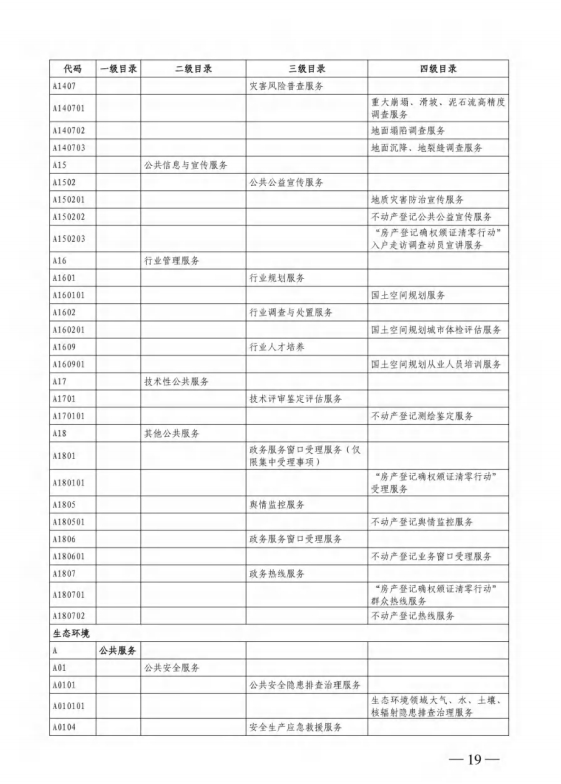 代码 一级目录 二级目录 三级目录 四级目录
A1407 灾害风险普查服务
A140701 重大崩塌、滑坡、泥石流高精度
调查服务
A140702 地面塌陷调查服务
A140703 地面沉降、地裂缝调查服务
A15 公共信息与宣传服务
A1502 公共公益宣传服务
A150201 地质灾害防治宣传服务
A150202 不动产登记公共公益宣传服务
A150203 “房产登记确权颁证清零行动”
入户走访调查动员宣讲服务
A16 行业管理服务
A1601 行业规划服务
A160101 国土空间规划服务
A1602 行业调查与处置服务
A160201 国土空间规划城市体检评估服务
A1609 行业人才培养
A160901 国土空间规划从业人员培训服务
A17 技术性公共服务
A1701 技术评审鉴定评估服务
A170101 不动产登记测绘鉴定服务
A18 其他公共服务
A1801 政务服务窗口受理服务（仅
限集中受理事项）
A180101 “房产登记确权颁证清零行动”
受理服务
A1805 舆情监控服务
A180501 不动产登记舆情监控服务
A1806 政务服务窗口受理服务
A180601 不动产登记业务窗口受理服务
A1807 政务热线服务
A180701 “房产登记确权颁证清零行动”
群众热线服务
A180702 不动产登记热线服务
生态环境
A 公共服务
A01 公共安全服务
A0101 公共安全隐患排查治理服务
A010101 生态环境领域大气、水、土壤、
核辐射隐患排查治理服务
A0104 安全生产应急救援服务
— 19 —